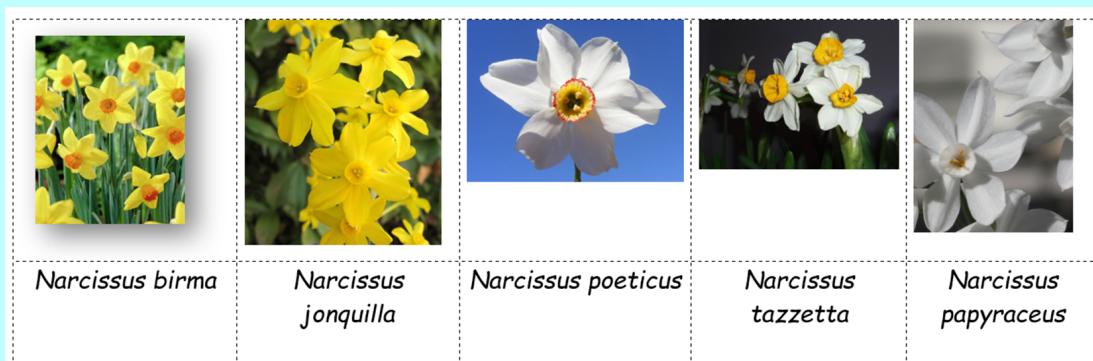 Narcissus birma
Narcissus
jonquilla
Narcissus poeticus
Narcissus
tazzetta
Narcissus
papyraceus